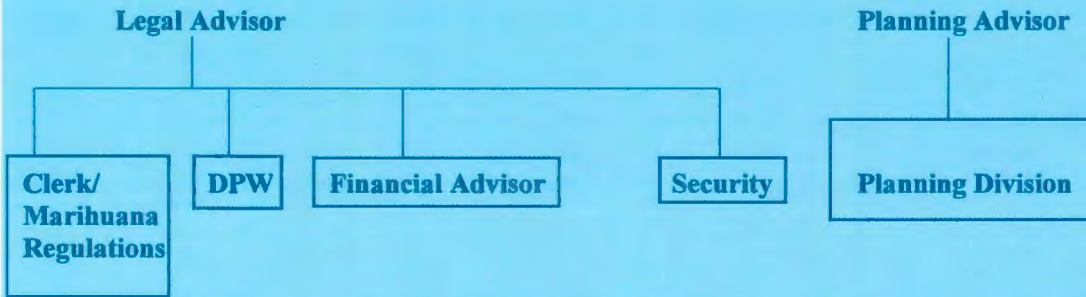 Legal Advisor
Planning Advisor
Clerk/
Marihuana
Regulations
DPW
Financial Advisor
Security
Planning Division